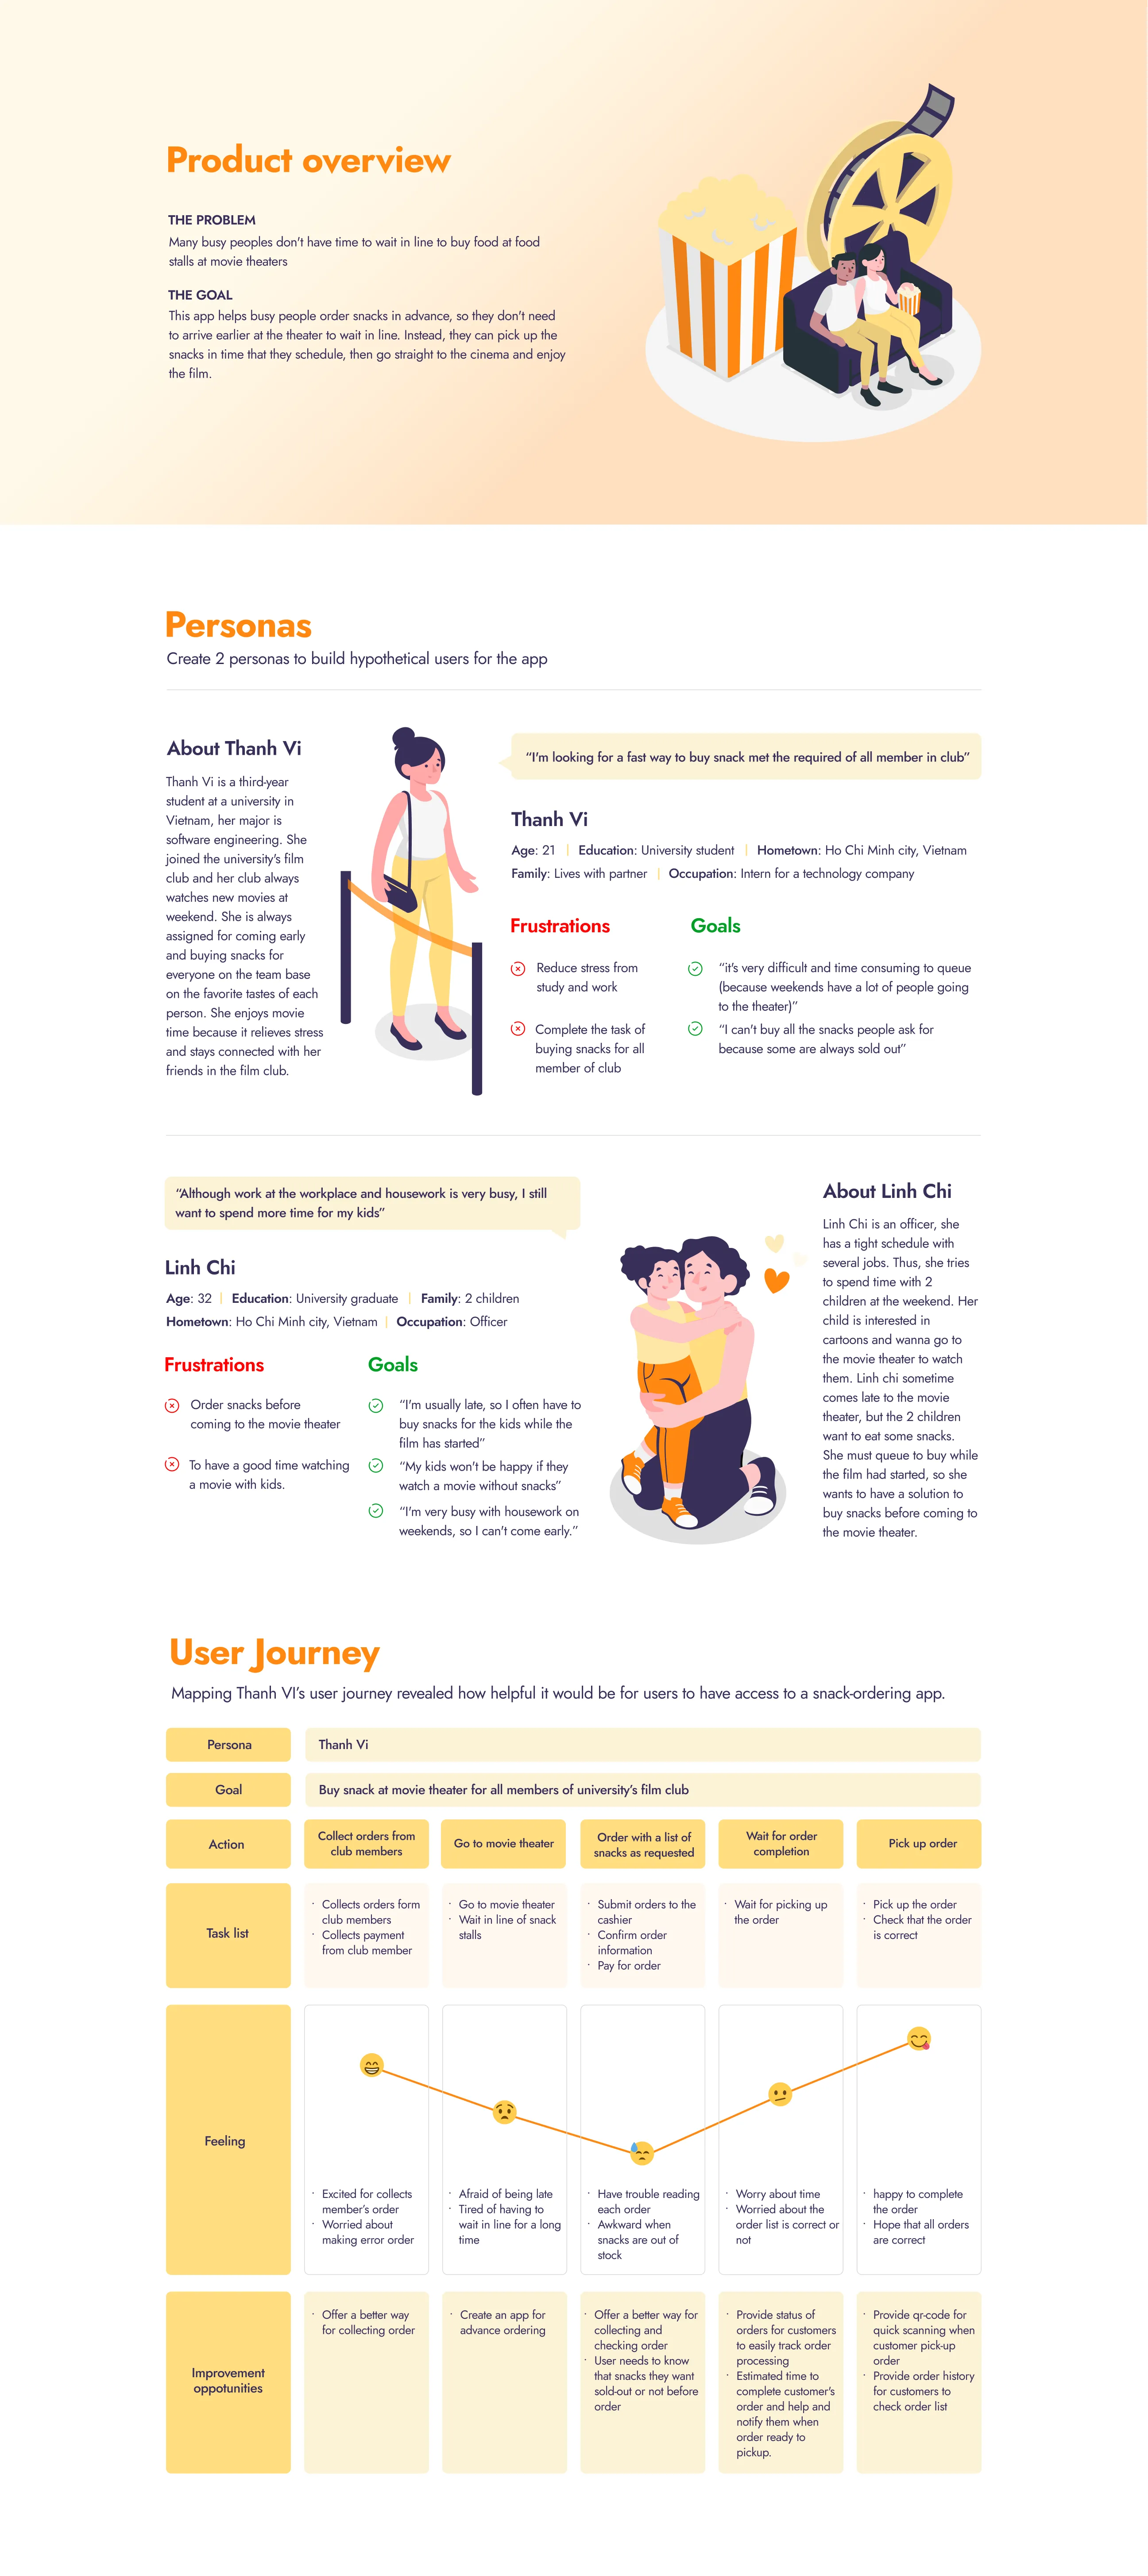 Product overview
THE PROBLEM
Many busy peoples don't have time to wait in line to buy food at food
stalls at movie theaters
THE GOAL
This app helps busy people order snacks in advance, so they don't need
to arrive earlier at the theater to wait in line. Instead, they can pick up the
snacks in time that they schedule, then go straight to the cinema and enjoy
the film.
Personas
Create 2 personas to build hypothetical users for the app
About Thanh Vi
Thanh Vi is a third-year
student at a university in
Vietnam, her major is
software engineering. She
joined the university's film
club and her club always
watches new movies at
weekend. She is always
assigned for coming early
and buying snacks for
everyone on the team base
on the favorite tastes of each
person. She enjoys movie
time because it relieves stress
and stays connected with her
friends in the film club.
“I'm looking for a fast way to buy snack met the required of all member in club”
Thanh Vi
Age: 21 | Education: University student | Hometown: Ho Chi Minh city, Vietnam
Family: Lives with partner | Occupation: Intern for a technology company
Frustrations
Reduce stress from
study and work
Complete the task of
buying snacks for all
member of club
Goals
“it's very difficult and time consuming to queue
(because weekends have a lot of people going
to the theater)”
“I can't buy all the snacks people ask for
because some are always sold out”
“Although work at the workplace and housework is very busy, I still
want to spend more time for my kids”
Linh Chi
Age: 32 | Education: University graduate | Family: 2 children
Hometown: Ho Chi Minh city, Vietnam | Occupation: Officer
Frustrations
Order snacks before
coming to the movie theater
To have a good time watching
a movie with kids.
Goals
“I'm usually late, so I often have to
buy snacks for the kids while the
film has started”
“My kids won't be happy if they
watch a movie without snacks”
“I'm very busy with housework on
weekends, so I can't come early.”
About Linh Chi
Linh Chi is an officer, she
has a tight schedule with
several jobs. Thus, she tries
to spend time with 2
children at the weekend. Her
child is interested in
cartoons and wanna go to
the movie theater to watch
them. Linh chi sometime
comes late to the movie
theater, but the 2 children
want to eat some snacks.
She must queue to buy while
the film had started, so she
wants to have a solution to
buy snacks before coming to
the movie theater.
User Journey
Mapping Thanh VI’s user journey revealed how helpful it would be for users to have access to a snack-ordering app.
Persona
Thanh Vi
Goal
Buy snack at movie theater for all members of university’s film club
Action
Collect orders from
club members
Go to movie theater
Order with a list of
snacks as requested
Wait for order
completion
Pick up order
Task list
· Collects orders form
club members
· Collects payment
from club member
· Go to movie theater
· Wait in line of snack
stalls
· Submit orders to the
cashier
· Confirm order
information
· Pay for order
· Wait for picking up
the order
· Pick up the order
· Check that the order
is correct
Feeling
· Excited for collects
member’s order
· Worried about
making error order
· Afraid of being late
· Tired of having to
wait in line for a long
time
· Have trouble reading
each order
· Awkward when
snacks are out of
stock
· Worry about time
· Worried about the
order list is correct or
not
· happy to complete
the order
· Hope that all orders
are correct
Improvement
oppotunities
· Offer a better way
for collecting order
· Create an app for
advance ordering
· Offer a better way for
collecting and
checking order
· User needs to know
that snacks they want
sold-out or not before
order
· Provide status of
orders for customers
to easily track order
processing
· Estimated time to
complete customer's
order and help and
notify them when
order ready to
pickup.
· Provide qr-code for
quick scanning when
customer pick-up
order
· Provide order history
for customers to
check order list